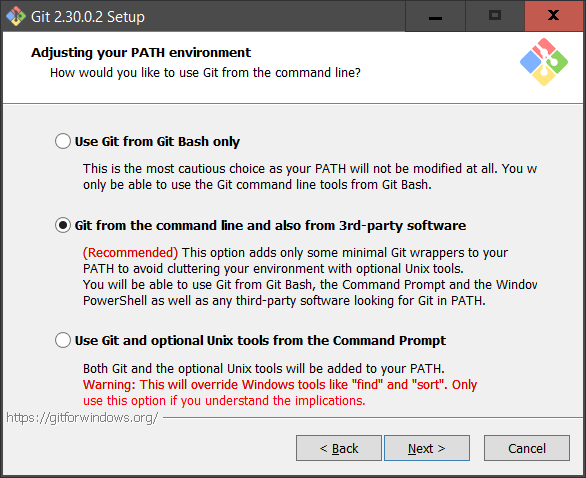 Git 2.30.0.2 Setup
Adjusting your PATH environment
How would you like to use Git from the command line?
Use Git from Git Bash only
This is the most cautious choice as your PATH will not be modified at all. You w
only be able to use the Git command line tools from Git Bash.
Git from the command line and also from 3rd-party software
(Recommended) This option adds only some minimal Git wrappers to your
PATH to avoid cluttering your environment with optional Unix tools.
You will be able to use Git from Git Bash, the Command Prompt and the Window
PowerShell as well as any third-party software looking for Git in PATH.
Use Git and optional Unix tools from the Command Prompt
Both Git and the optional Unix tools will be added to your PATH.
Warning: This will override Windows tools like "find" and "sort". Only
use this option if you understand the implications.
https://gitforwindows.org/
< Back Next > Cancel